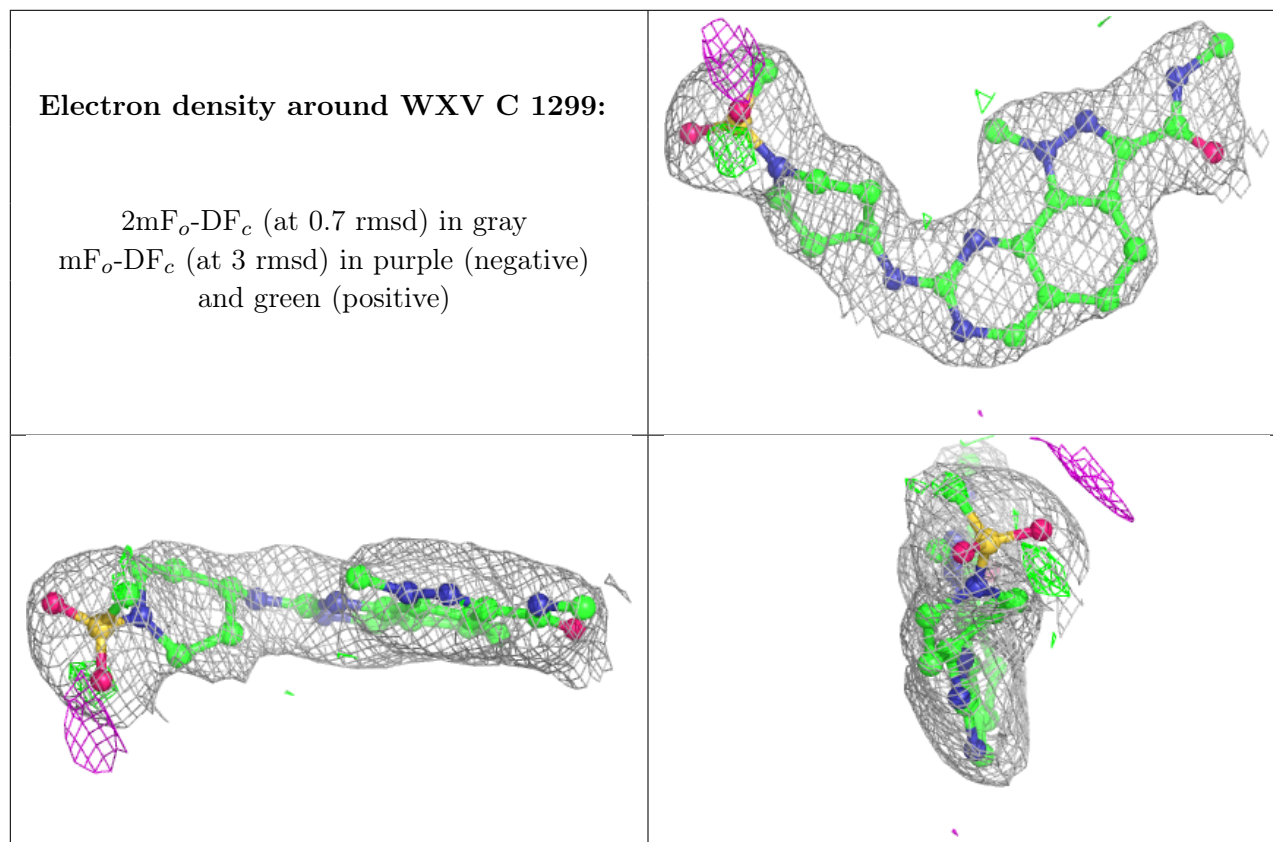 Electron density around WXV C 1299:
2mFo-DFc (at 0.7 rmsd) in gray
mFo-DFc (at 3 rmsd) in purple (negative)
and green (positive)